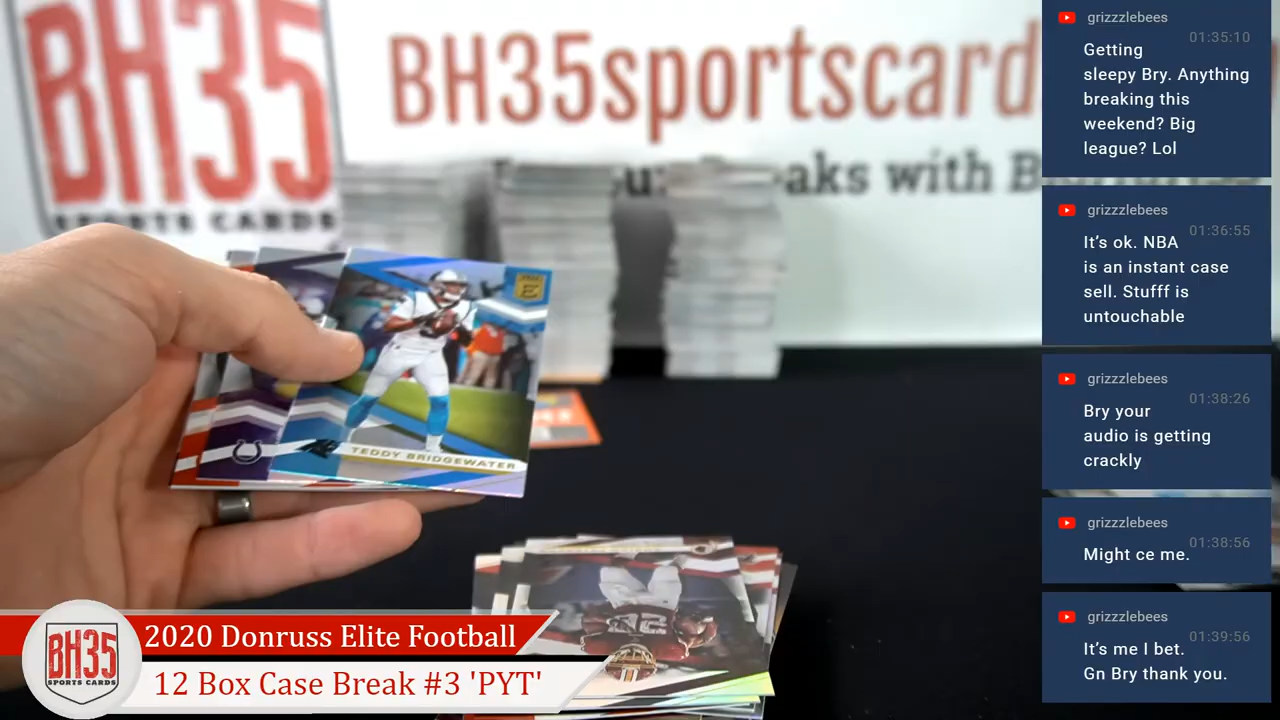 BH35
SPORTS CARDS
BH35sportscard
aks with B
TEDDY BRIDGEWATER
BH35
SPORTS CARDS
2020 Donruss Elite Football
12 Box Case Break #3 'PYT'
grizzzlebees
01:35:10
Getting
sleepy Bry. Anything
breaking this
weekend? Big
league? Lol
grizzzlebees
01:36:55
It's ok. NBA
is an instant case
sell. Stufff is
untouchable
grizzzlebees
01:38:26
Bry your
audio is getting
crackly
grizzzlebees
01:38:56
Might ce me.
grizzzlebees
01:39:56
It's me I bet.
Gn Bry thank you.